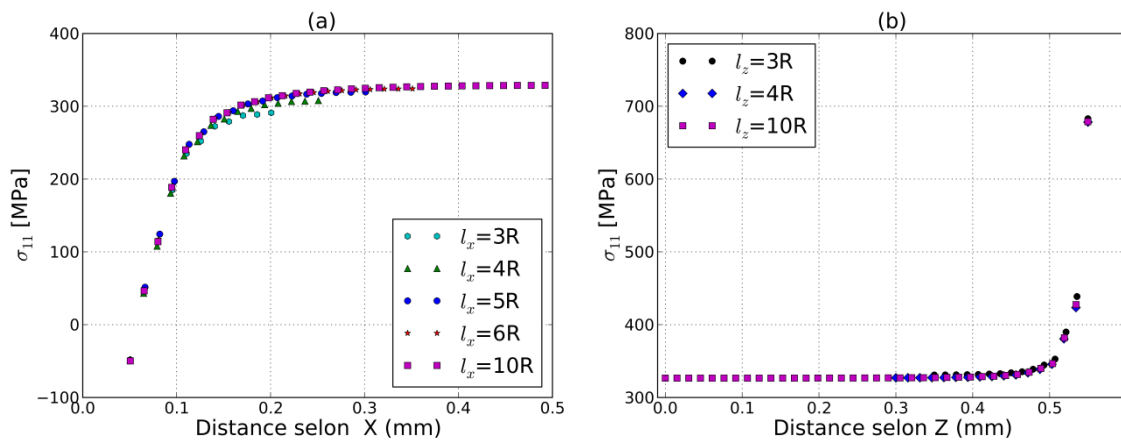 (a)
400
300
200
100
0
−100
0.0 0.1 0.2 0.3 0.4 0.5
σ11 [MPa]
Distance selon X (mm)
lx=3R
lx=4R
lx=5R
lx=6R
lx=10R
(b)
800
700
600
500
400
300
0.0 0.1 0.2 0.3 0.4 0.5
σ11 [MPa]
Distance selon Z (mm)
lz=3R
lz=4R
lz=10R